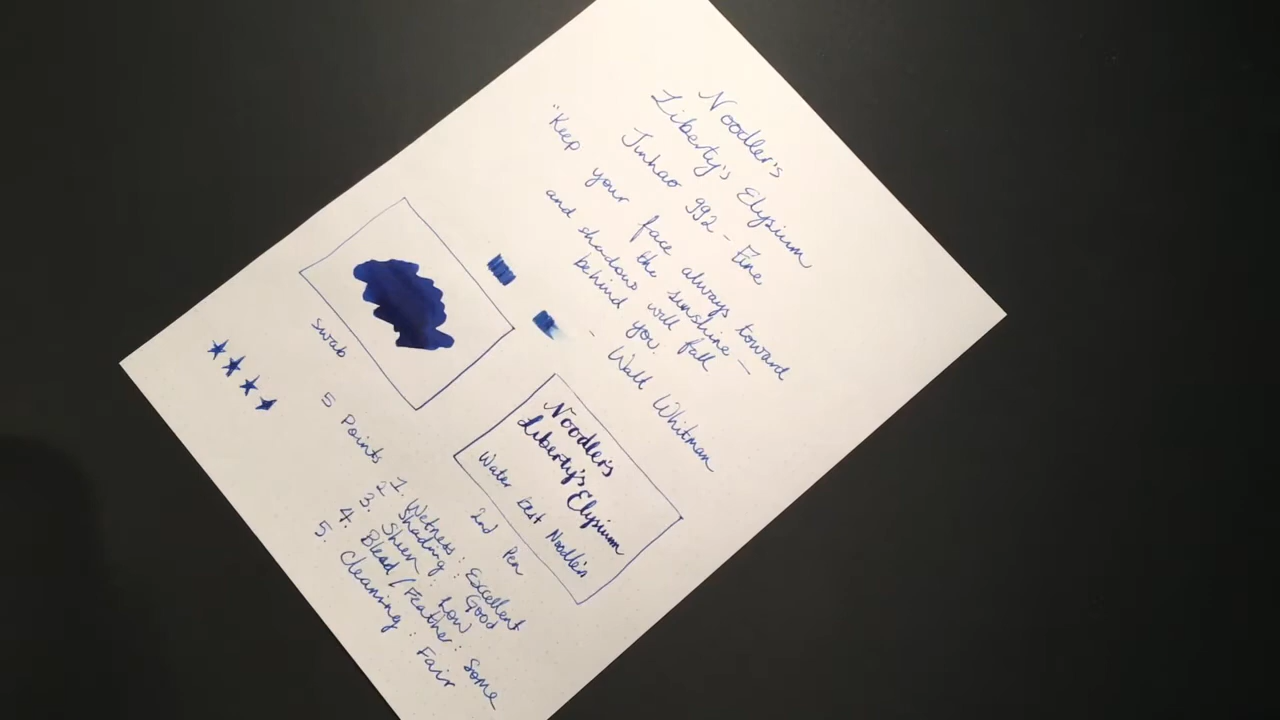 Noodler's
Liberty's Elysium
Jinhao 992 - Fine
"Keep your face always toward
the sunshine —
and shadows will fall
behind you.
- Walt Whitman
swab
Noodlers
Liberty's Elysium
Water test Noodler's
2nd Pen
5 Points
1. Wetness: Excellent
2. Shading: Good
3. Sheen: Low
4. Bleed/Feather: Some
5. Cleaning: Fair